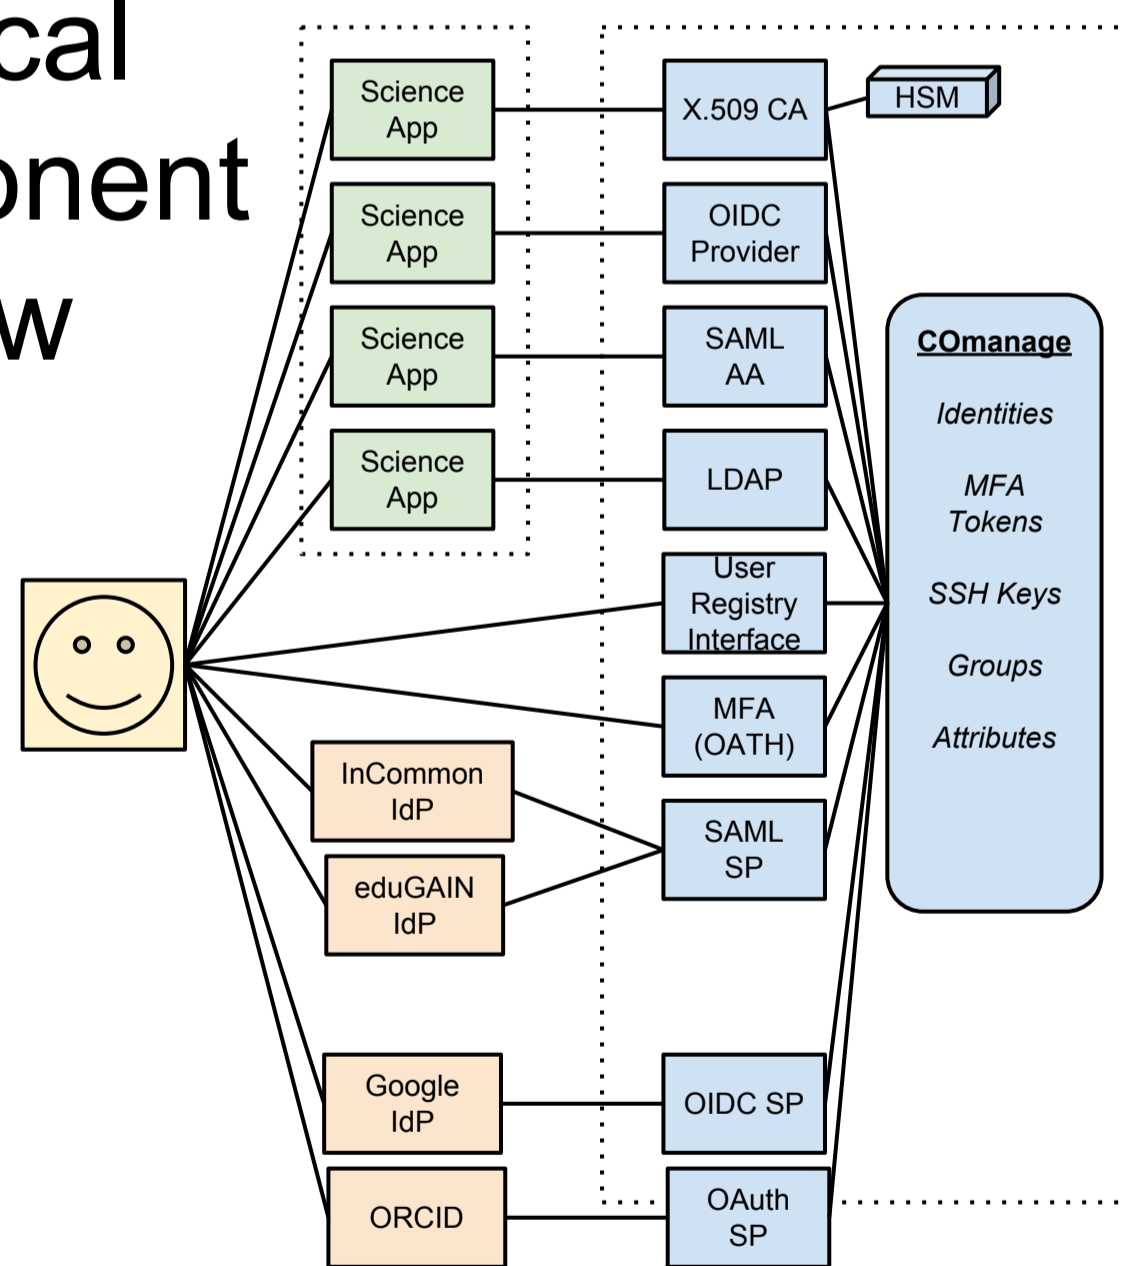 cal
onent
w
Science
App
X.509 CA
HSM
Science
App
OIDC
Provider
Science
App
SAML
AA
Science
App
LDAP
User
Registry
Interface
MFA
(OATH)
InCommon
IdP
eduGAIN
IdP
SAML
SP
Google
IdP
OIDC SP
ORCID
OAuth
SP
COmanage
Identities
MFA
Tokens
SSH Keys
Groups
Attributes